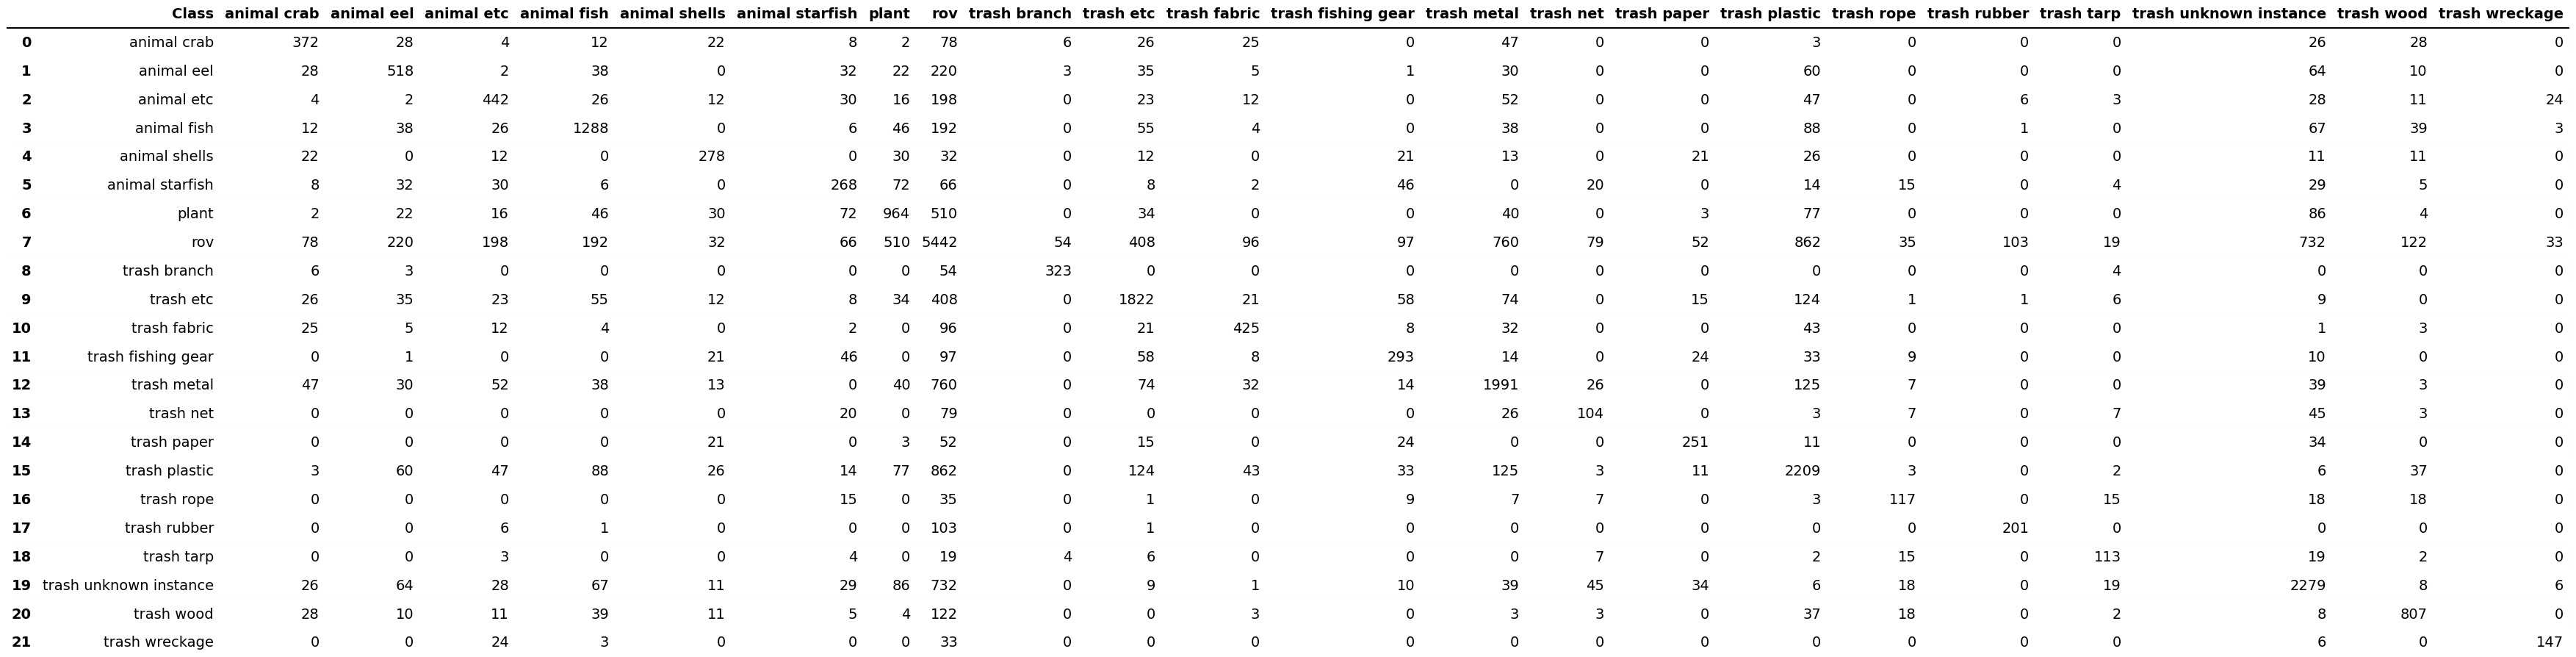 Class animal crab animal eel animal etc animal fish animal shells animal starfish plant rov trash branch trash etc trash fabric trash fishing gear trash metal trash net trash paper trash plastic trash rope trash rubber trash tarp trash unknown instance trash wood trash wreckage
0 animal crab 372 28 4 12 22 8 2 78 6 26 25 0 47 0 0 3 0 0 0 26 28 0
1 animal eel 28 518 2 38 0 32 22 220 3 35 5 1 30 0 0 60 0 0 0 64 10 0
2 animal etc 4 2 442 26 12 30 16 198 0 23 12 0 52 0 0 47 0 6 3 28 11 24
3 animal fish 12 38 26 1288 0 6 46 192 0 55 4 0 38 0 0 88 0 1 0 67 39 3
4 animal shells 22 0 12 0 278 0 30 32 0 12 0 21 13 0 21 26 0 0 0 11 11 0
5 animal starfish 8 32 30 6 0 268 72 66 0 8 2 46 0 20 0 14 15 0 4 29 5 0
6 plant 2 22 16 46 30 72 964 510 0 34 0 0 40 0 3 77 0 0 0 86 4 0
7 rov 78 220 198 192 32 66 510 5442 54 408 96 97 760 79 52 862 35 103 19 732 122 33
8 trash branch 6 3 0 0 0 0 0 54 323 0 0 0 0 0 0 0 0 0 4 0 0 0
9 trash etc 26 35 23 55 12 8 34 408 0 1822 21 58 74 0 15 124 1 1 6 9 0 0
10 trash fabric 25 5 12 4 0 2 0 96 0 21 425 8 32 0 0 43 0 0 0 1 3 0
11 trash fishing gear 0 1 0 0 21 46 0 97 0 58 8 293 14 0 24 33 9 0 0 10 0 0
12 trash metal 47 30 52 38 13 0 40 760 0 74 32 14 1991 26 0 125 7 0 0 39 3 0
13 trash net 0 0 0 0 0 20 0 79 0 0 0 0 26 104 0 3 7 0 7 45 3 0
14 trash paper 0 0 0 0 21 0 3 52 0 15 0 24 0 0 251 11 0 0 0 34 0 0
15 trash plastic 3 60 47 88 26 14 77 862 0 124 43 33 125 3 11 2209 3 0 2 6 37 0
16 trash rope 0 0 0 0 0 15 0 35 0 1 0 9 7 7 0 3 117 0 15 18 18 0
17 trash rubber 0 0 6 1 0 0 0 103 0 1 0 0 0 0 0 0 0 201 0 0 0 0
18 trash tarp 0 0 3 0 0 4 0 19 4 6 0 0 0 7 0 2 15 0 113 19 2 0
19 trash unknown instance 26 64 28 67 11 29 86 732 0 9 1 10 39 45 34 6 18 0 19 2279 8 6
20 trash wood 28 10 11 39 11 5 4 122 0 0 3 0 3 3 0 37 18 0 2 8 807 0
21 trash wreckage 0 0 24 3 0 0 0 33 0 0 0 0 0 0 0 0 0 0 0 6 0 147